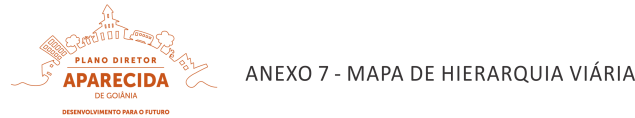 PLANO DIRETOR
APARECIDA
DE GOIÂNIA
DESENVOLVIMENTO PARA O FUTURO
ANEXO 7 - MAPA DE HIERARQUIA VIÁRIA